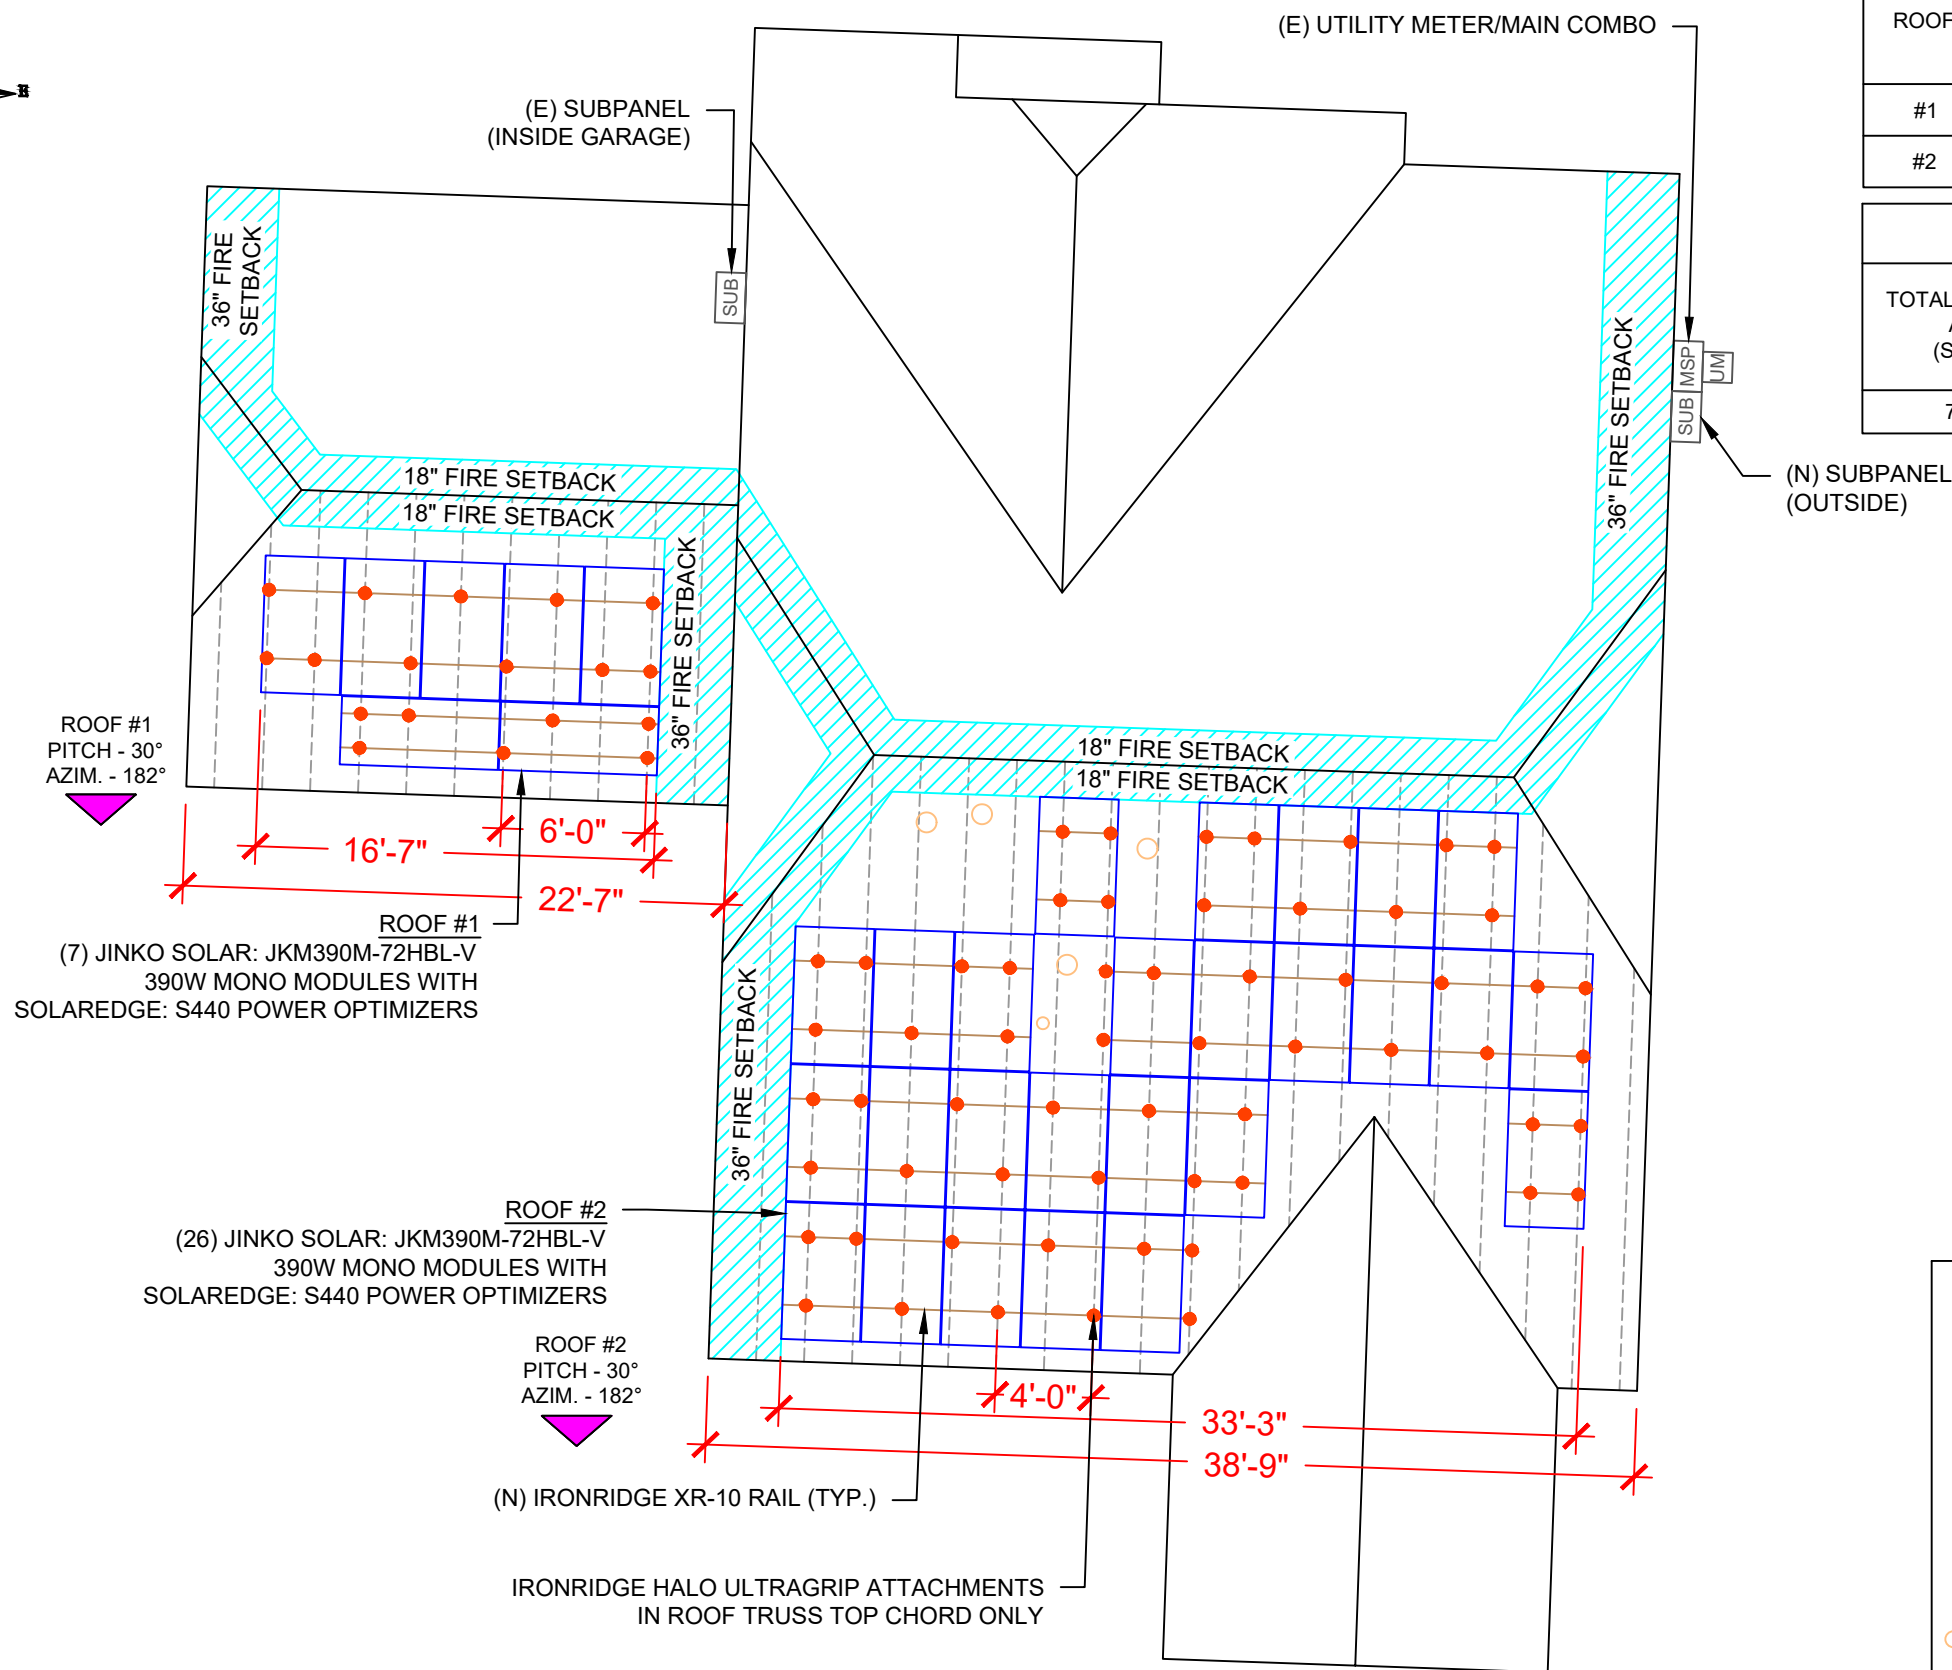 (E) UTILITY METER/MAIN COMBO
ROOF
#1
#2
(E) SUBPANEL
(INSIDE GARAGE)
36" FIRE
SETBACK
SUB
TOTAL
(S
7
36" FIRE SETBACK
MSP
UM
SUB
(N) SUBPANEL
(OUTSIDE)
18" FIRE SETBACK
18" FIRE SETBACK
36" FIRE SETBACK
ROOF #1
PITCH - 30°
AZIM. - 182°
18" FIRE SETBACK
18" FIRE SETBACK
6'-0"
16'-7"
22'-7"
ROOF #1
(7) JINKO SOLAR: JKM390M-72HBL-V
390W MONO MODULES WITH
SOLAREDGE: S440 POWER OPTIMIZERS
36" FIRE SETBACK
ROOF #2
(26) JINKO SOLAR: JKM390M-72HBL-V
390W MONO MODULES WITH
SOLAREDGE: S440 POWER OPTIMIZERS
ROOF #2
PITCH - 30°
AZIM. - 182°
4'-0"
33'-3"
38'-9"
(N) IRONRIDGE XR-10 RAIL (TYP.)
IRONRIDGE HALO ULTRAGRIP ATTACHMENTS
IN ROOF TRUSS TOP CHORD ONLY